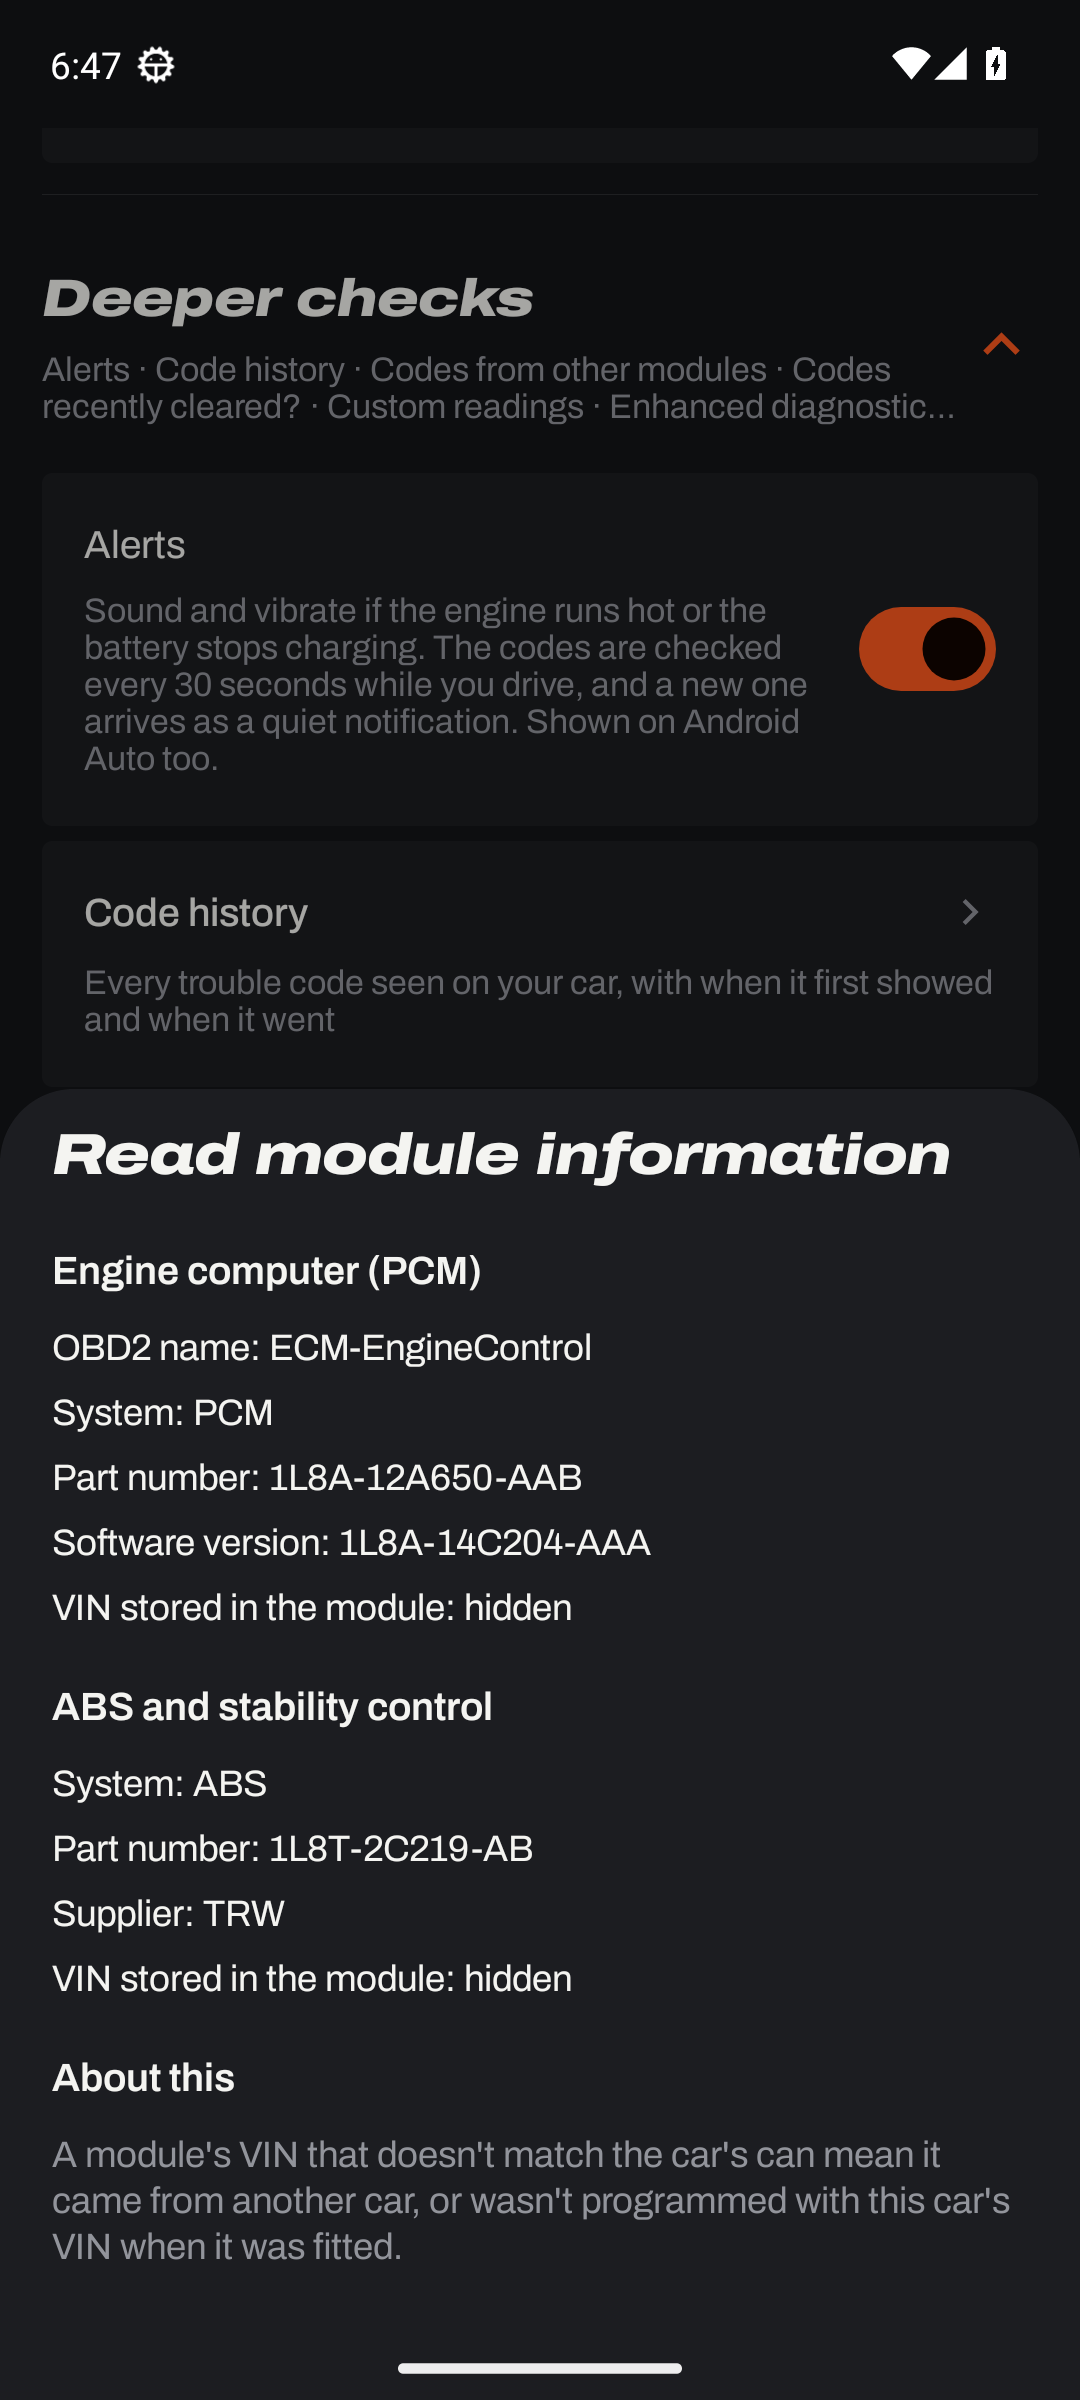 6:47
Deeper checks
Alerts · Code history · Codes from other modules · Codes
recently cleared? · Custom readings · Enhanced diagnostic...
Alerts
Sound and vibrate if the engine runs hot or the
battery stops charging. The codes are checked
every 30 seconds while you drive, and a new one
arrives as a quiet notification. Shown on Android
Auto too.
Code history
Every trouble code seen on your car, with when it first showed
and when it went
Read module information
Engine computer (PCM)
OBD2 name: ECM-EngineControl
System: PCM
Part number: 1L8A-12A650-AAB
Software version: 1L8A-14C204-AAA
VIN stored in the module: hidden
ABS and stability control
System: ABS
Part number: 1L8T-2C219-AB
Supplier: TRW
VIN stored in the module: hidden
About this
A module's VIN that doesn't match the car's can mean it
came from another car, or wasn't programmed with this car's
VIN when it was fitted.